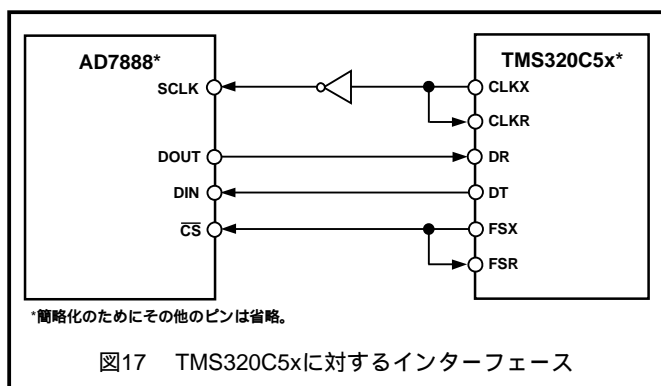 AD7888*
TMS320C5x*
SCLK
CLKX
CLKR
DOUT
DR
DIN
DT
CS
FSX
FSR
*簡略化のためにその他のピンは省略。
図17 TMS320C5xに対するインターフェース